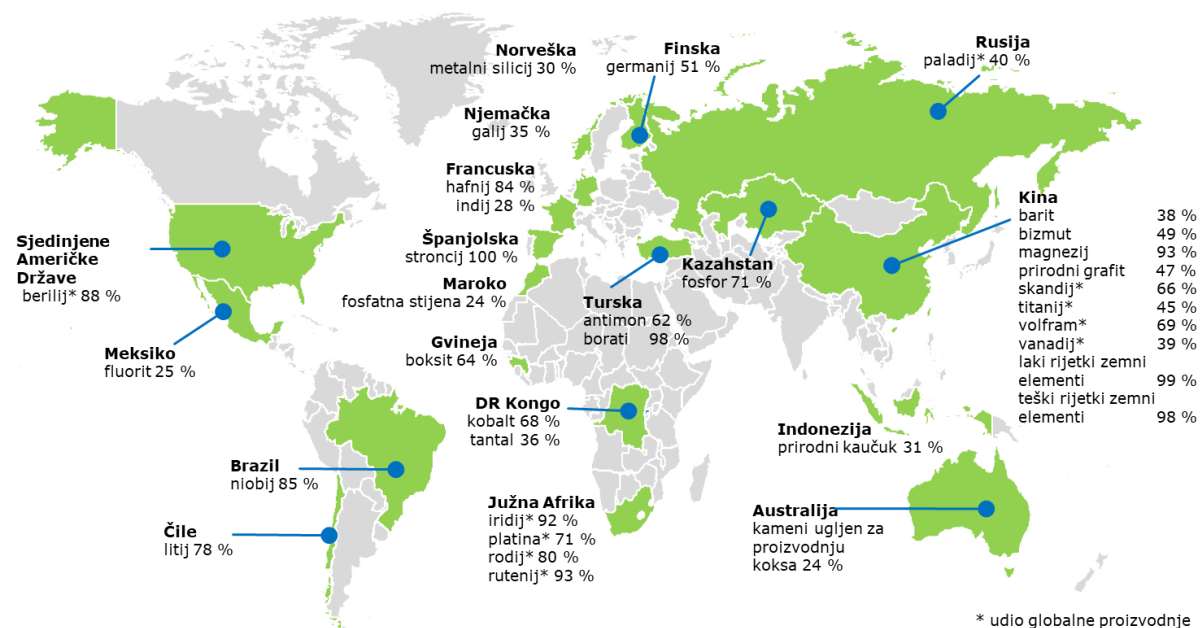 Norveška
metalni silicij 30 %
Finska
germanij 51 %
Rusija
paladij* 40 %
Njemačka
galij 35 %
Francuska
hafnij 84 %
indij 28 %
Španjolska
stroncij 100 %
Maroko
fosfatna stijena 24 %
Gvineja
boksit 64 %
Sjedinjene
Američke
Države
berilij* 88 %
Meksiko
fluorit 25 %
Turska
antimon 62 %
borati 98 %
Kazahstan
fosfor 71 %
Kina
barit 38 %
bizmut 49 %
magnezij 93 %
prirodni grafit 47 %
skandij* 66 %
titanij* 45 %
volfram* 69 %
vanadij* 39 %
laki rijetki zemni
elementi 99 %
teški rijetki zemni
elementi 98 %
DR Kongo
kobalt 68 %
tantal 36 %
Indonezija
prirodni kaučuk 31 %
Brazil
niobij 85 %
Čile
litij 78 %
Južna Afrika
iridij* 92 %
platina* 71 %
rodij* 80 %
rutenij* 93 %
Australija
kameni ugljen za
proizvodnju
koksa 24 %
* udio globalne proizvodnje